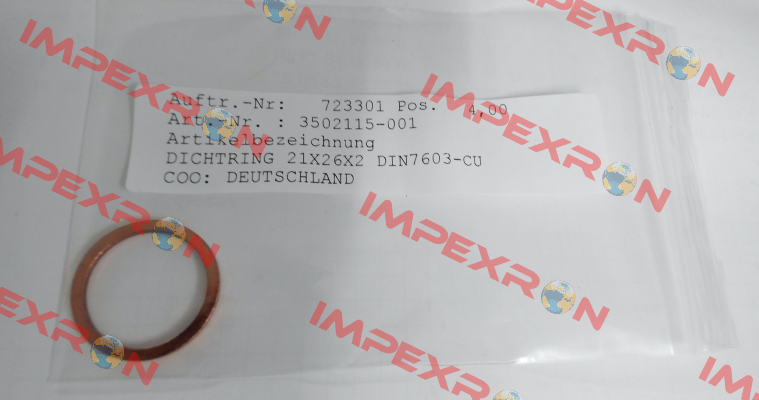 Auftr.-Nr: 723301 Pos. 4,00
Art.-Nr. : 3502115-001
Artikelbezeichnung
DICHTRING 21X26X2 DIN7603-CU
COO: DEUTSCHLAND
IMPEXRON
IMPEXRON
IMPEXRON
IMPEXRON
IMPEXRON
IMPEXRON
IMPEXRON